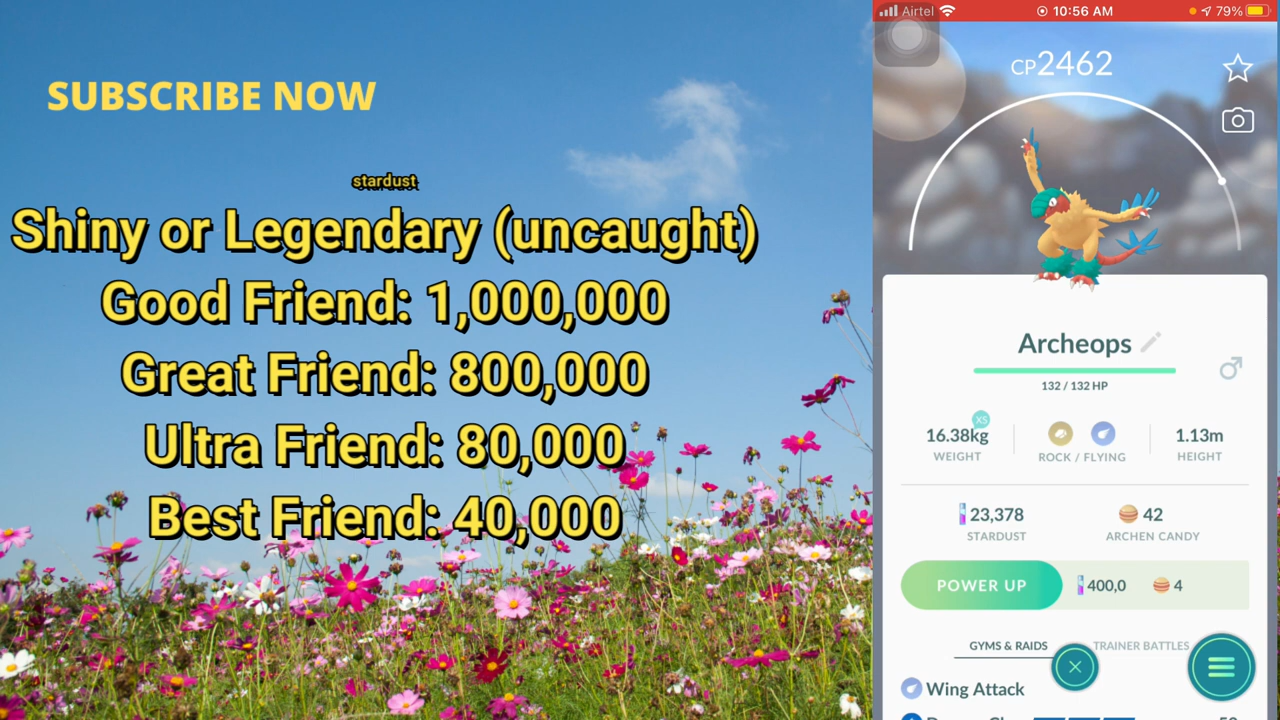 SUBSCRIBE NOW
stardust
Shiny or Legendary (uncaught)
Good Friend: 1,000,000
Great Friend: 800,000
Ultra Friend: 80,000
Best Friend: 40,000
Airtel 10:56 AM 79%
CP2462
Archeops
132 / 132 HP
XS
16.38kg 1.13m
WEIGHT ROCK / FLYING HEIGHT
23,378 42
STARDUST ARCHEN CANDY
POWER UP 400,0 4
GYMS & RAIDS TRAINER BATTLES
Wing Attack